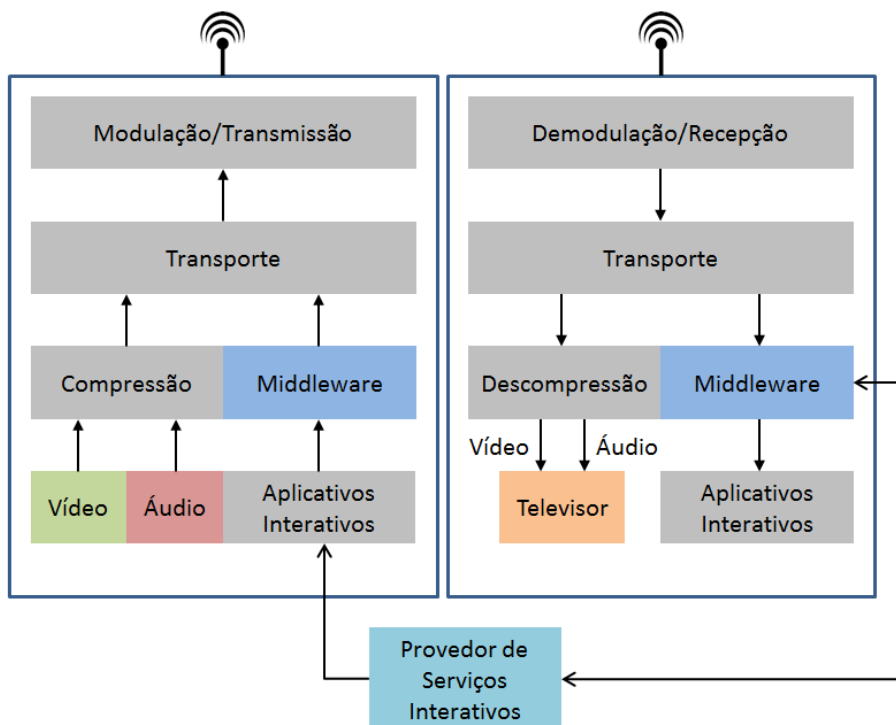 Modulação/Transmissão
Transporte
Compressão
Middleware
Vídeo
Áudio
Aplicativos
Interativos
Demodulação/Recepção
Transporte
Descompressão
Middleware
Vídeo
Áudio
Televisor
Aplicativos
Interativos
Provedor de
Serviços
Interativos